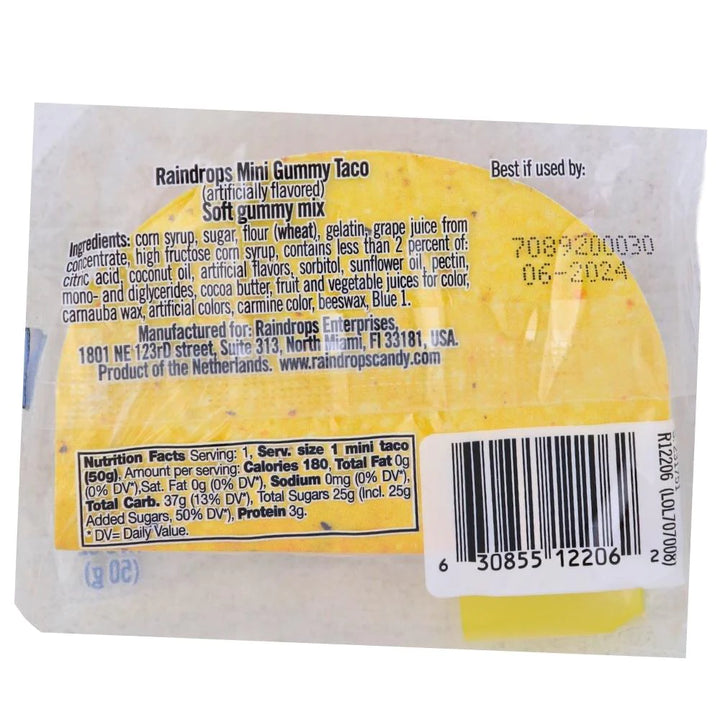 Raindrops Mini Gummy Taco
(artificially flavored)
Soft gummy mix
Best if used by:
7089200030
06-2024
Ingredients: corn syrup, sugar, flour (wheat), gelatin, grape juice from
concentrate, high fructose corn syrup, contains less than 2 percent of:
citric acid, coconut oil, artificial flavors, sorbitol, sunflower oil, pectin,
mono- and diglycerides, cocoa butter, fruit and vegetable juices for color,
carnauba wax, artificial colors, carmine color, beeswax, Blue 1.
Manufactured for: Raindrops Enterprises,
1801 NE 123rD street, Suite 313, North Miami, Fl 33181, USA.
Product of the Netherlands. www.raindropscandy.com
Nutrition Facts Serving: 1, Serv. size 1 mini taco
(50g), Amount per serving: Calories 180, Total Fat 0g
(0% DV*),Sat. Fat 0g (0% DV*), Sodium 0mg (0% DV*),
Total Carb. 37g (13% DV*), Total Sugars 25g (Incl. 25g
Added Sugars, 50% DV*), Protein 3g.
* DV= Daily Value.
(50 g)
R12206 (LOL70700B)
6 30855 12206 2